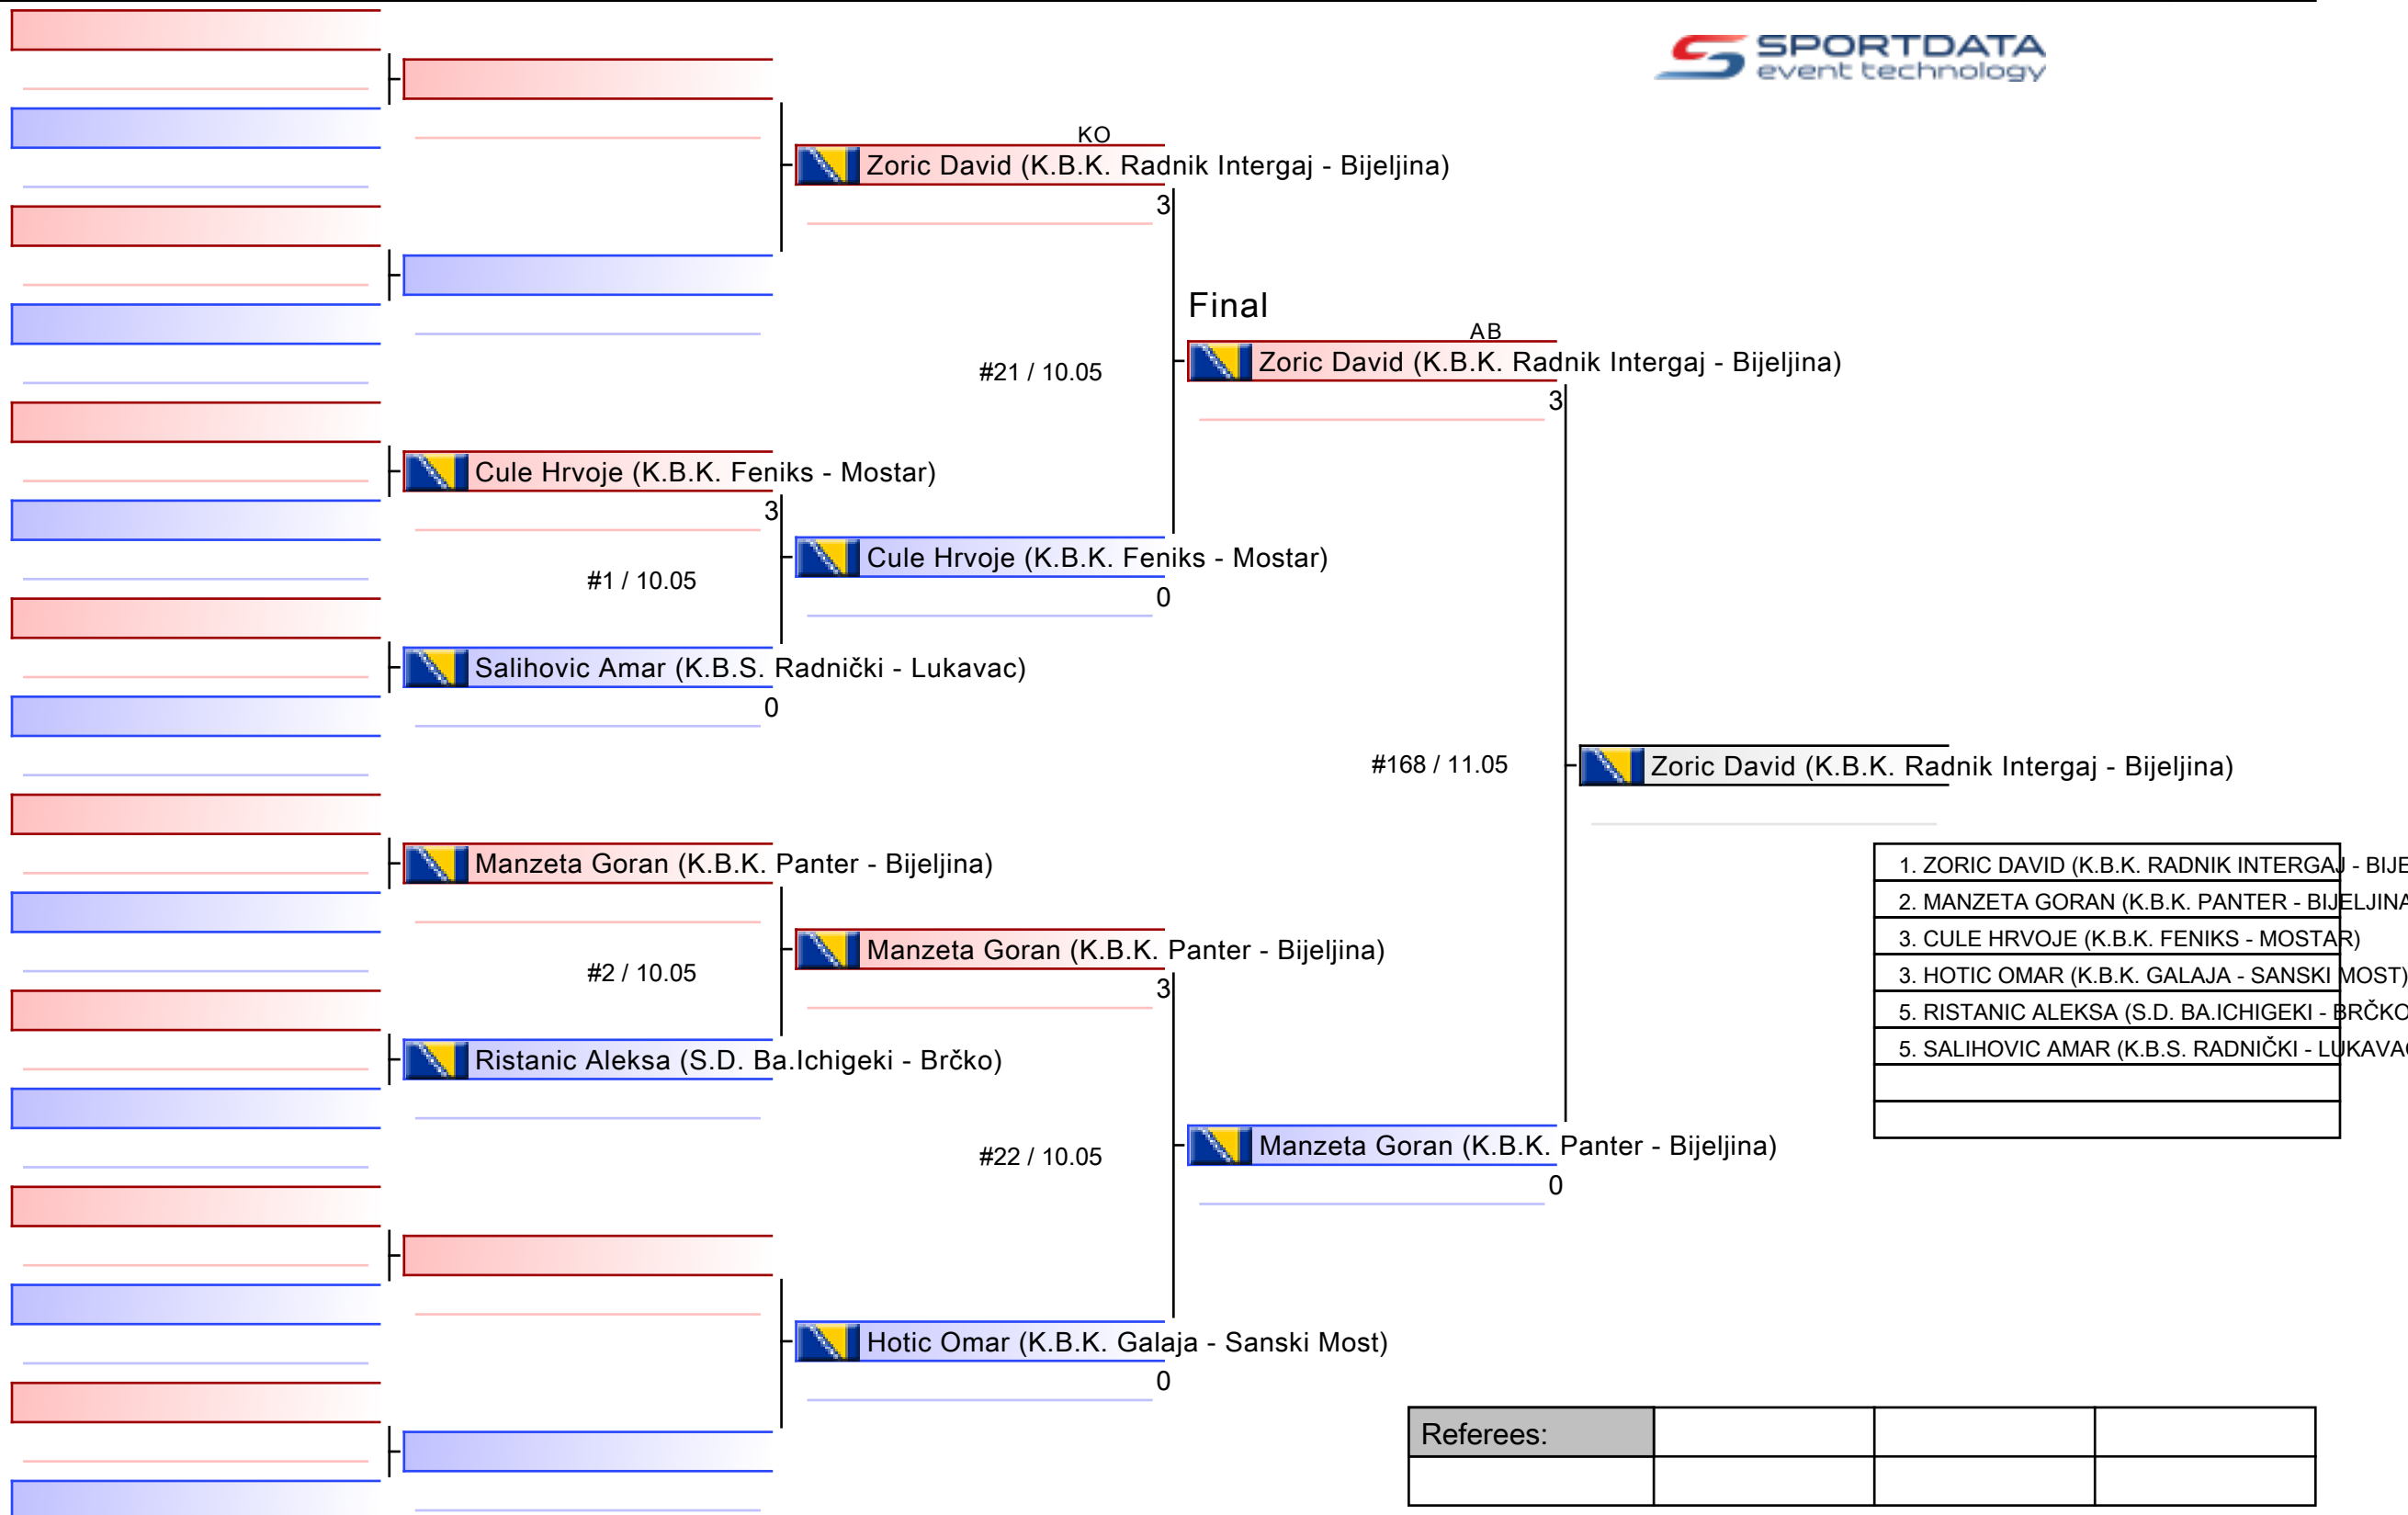 SPORTDATA
event technology
KO
Zoric David (K.B.K. Radnik Intergaj - Bijeljina)
3
Final
AB
#21 / 10.05
Zoric David (K.B.K. Radnik Intergaj - Bijeljina)
3
Cule Hrvoje (K.B.K. Feniks - Mostar)
3
#1 / 10.05
Cule Hrvoje (K.B.K. Feniks - Mostar)
0
Salihovic Amar (K.B.S. Radnički - Lukavac)
0
#168 / 11.05
Zoric David (K.B.K. Radnik Intergaj - Bijeljina)
Manzeta Goran (K.B.K. Panter - Bijeljina)
#2 / 10.05
Manzeta Goran (K.B.K. Panter - Bijeljina)
3
Ristanic Aleksa (S.D. Ba.Ichigeki - Brčko)
#22 / 10.05
Manzeta Goran (K.B.K. Panter - Bijeljina)
0
Hotic Omar (K.B.K. Galaja - Sanski Most)
0
1. ZORIC DAVID (K.B.K. RADNIK INTERGAJ - BIJE
2. MANZETA GORAN (K.B.K. PANTER - BIJELJINA
3. CULE HRVOJE (K.B.K. FENIKS - MOSTAR)
3. HOTIC OMAR (K.B.K. GALAJA - SANSKI MOST)
5. RISTANIC ALEKSA (S.D. BA.ICHIGEKI - BRČKO
5. SALIHOVIC AMAR (K.B.S. RADNIČKI - LUKAVAC
Referees: